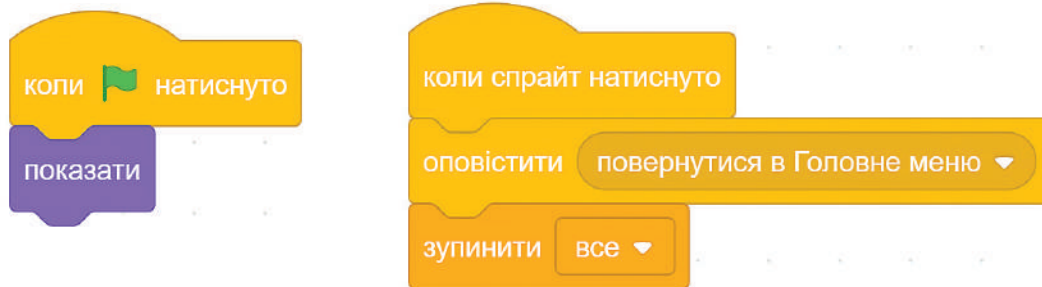 коли натиснуто
показати
коли спрайт натиснуто
оповістити повернутися в Головне меню
зупинити все